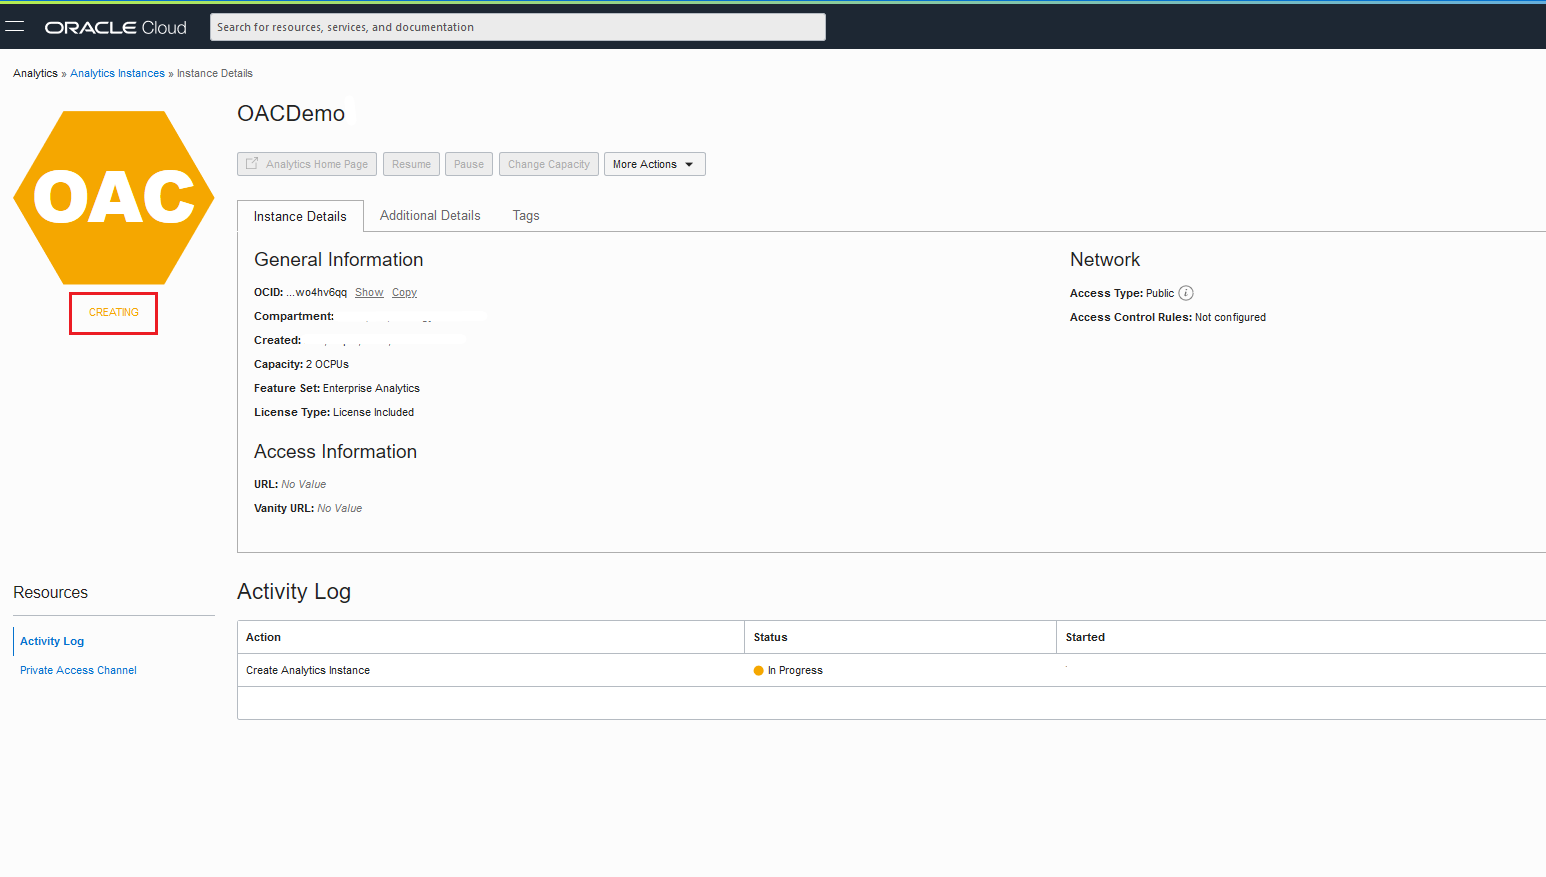 ORACLE Cloud
Search for resources, services, and documentation
Analytics » Analytics Instances » Instance Details
OAC
CREATING
OACDemo
Analytics Home Page
Resume
Pause
Change Capacity
More Actions
Instance Details
Additional Details
Tags
General Information
OCID: ...wo4hv6qq Show Copy
Compartment:
Created:
Capacity: 2 OCPUs
Feature Set: Enterprise Analytics
License Type: License Included
Access Information
URL: No Value
Vanity URL: No Value
Network
Access Type: Public i
Access Control Rules: Not configured
Resources
Activity Log
Private Access Channel
Activity Log
Action Status Started
Create Analytics Instance In Progress